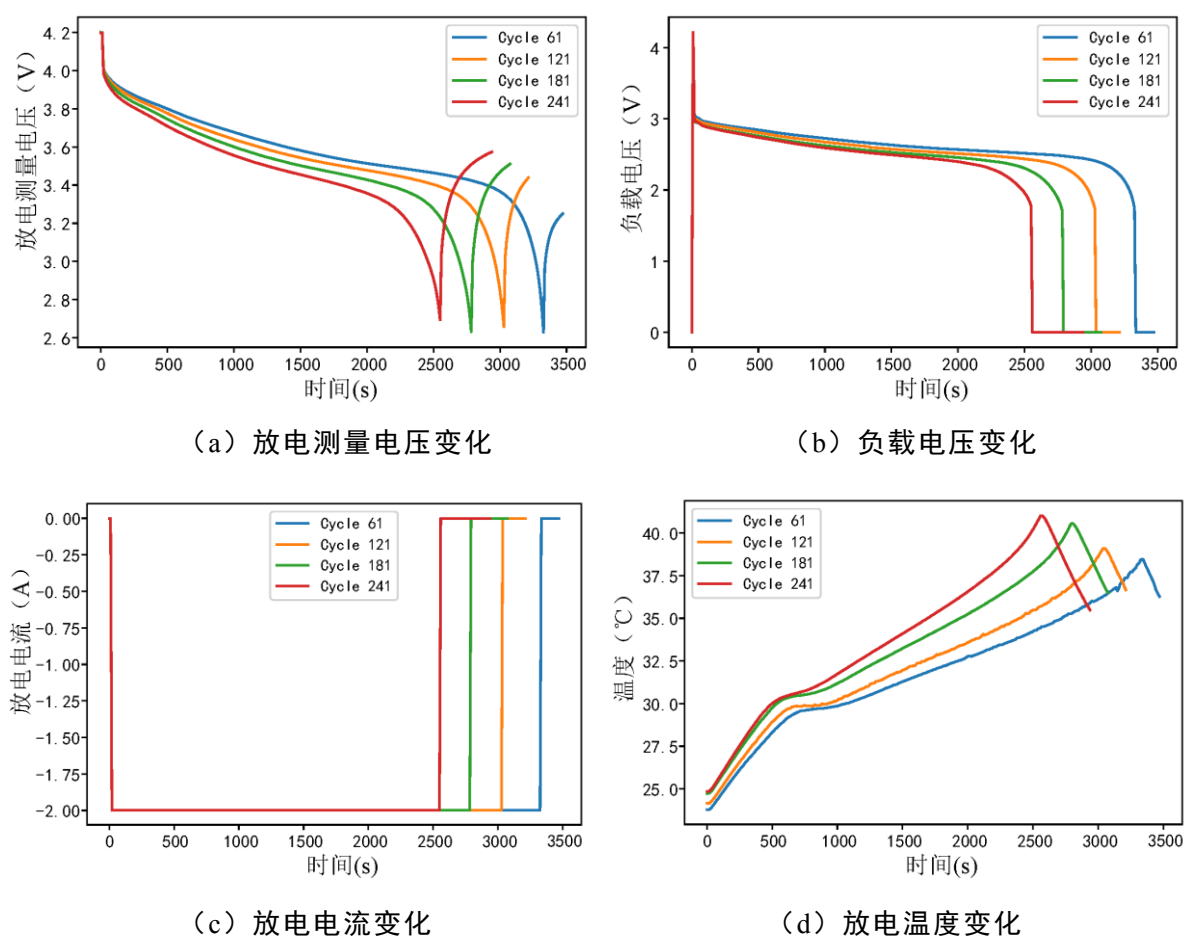 放电测量电压（V）
4.2
4.0
3.8
3.6
3.4
3.2
3.0
2.8
2.6
Cycle 61
Cycle 121
Cycle 181
Cycle 241
0 500 1000 1500 2000 2500 3000 3500
时间(s)
（a）放电测量电压变化
负载电压（V）
4
3
2
1
0
Cycle 61
Cycle 121
Cycle 181
Cycle 241
0 500 1000 1500 2000 2500 3000 3500
时间(s)
（b）负载电压变化
放电电流（A）
0.00
-0.25
-0.50
-0.75
-1.00
-1.25
-1.50
-1.75
-2.00
Cycle 61
Cycle 121
Cycle 181
Cycle 241
0 500 1000 1500 2000 2500 3000 3500
时间(s)
（c）放电电流变化
温度（℃）
40.0
37.5
35.0
32.5
30.0
27.5
25.0
Cycle 61
Cycle 121
Cycle 181
Cycle 241
0 500 1000 1500 2000 2500 3000 3500
时间(s)
（d）放电温度变化